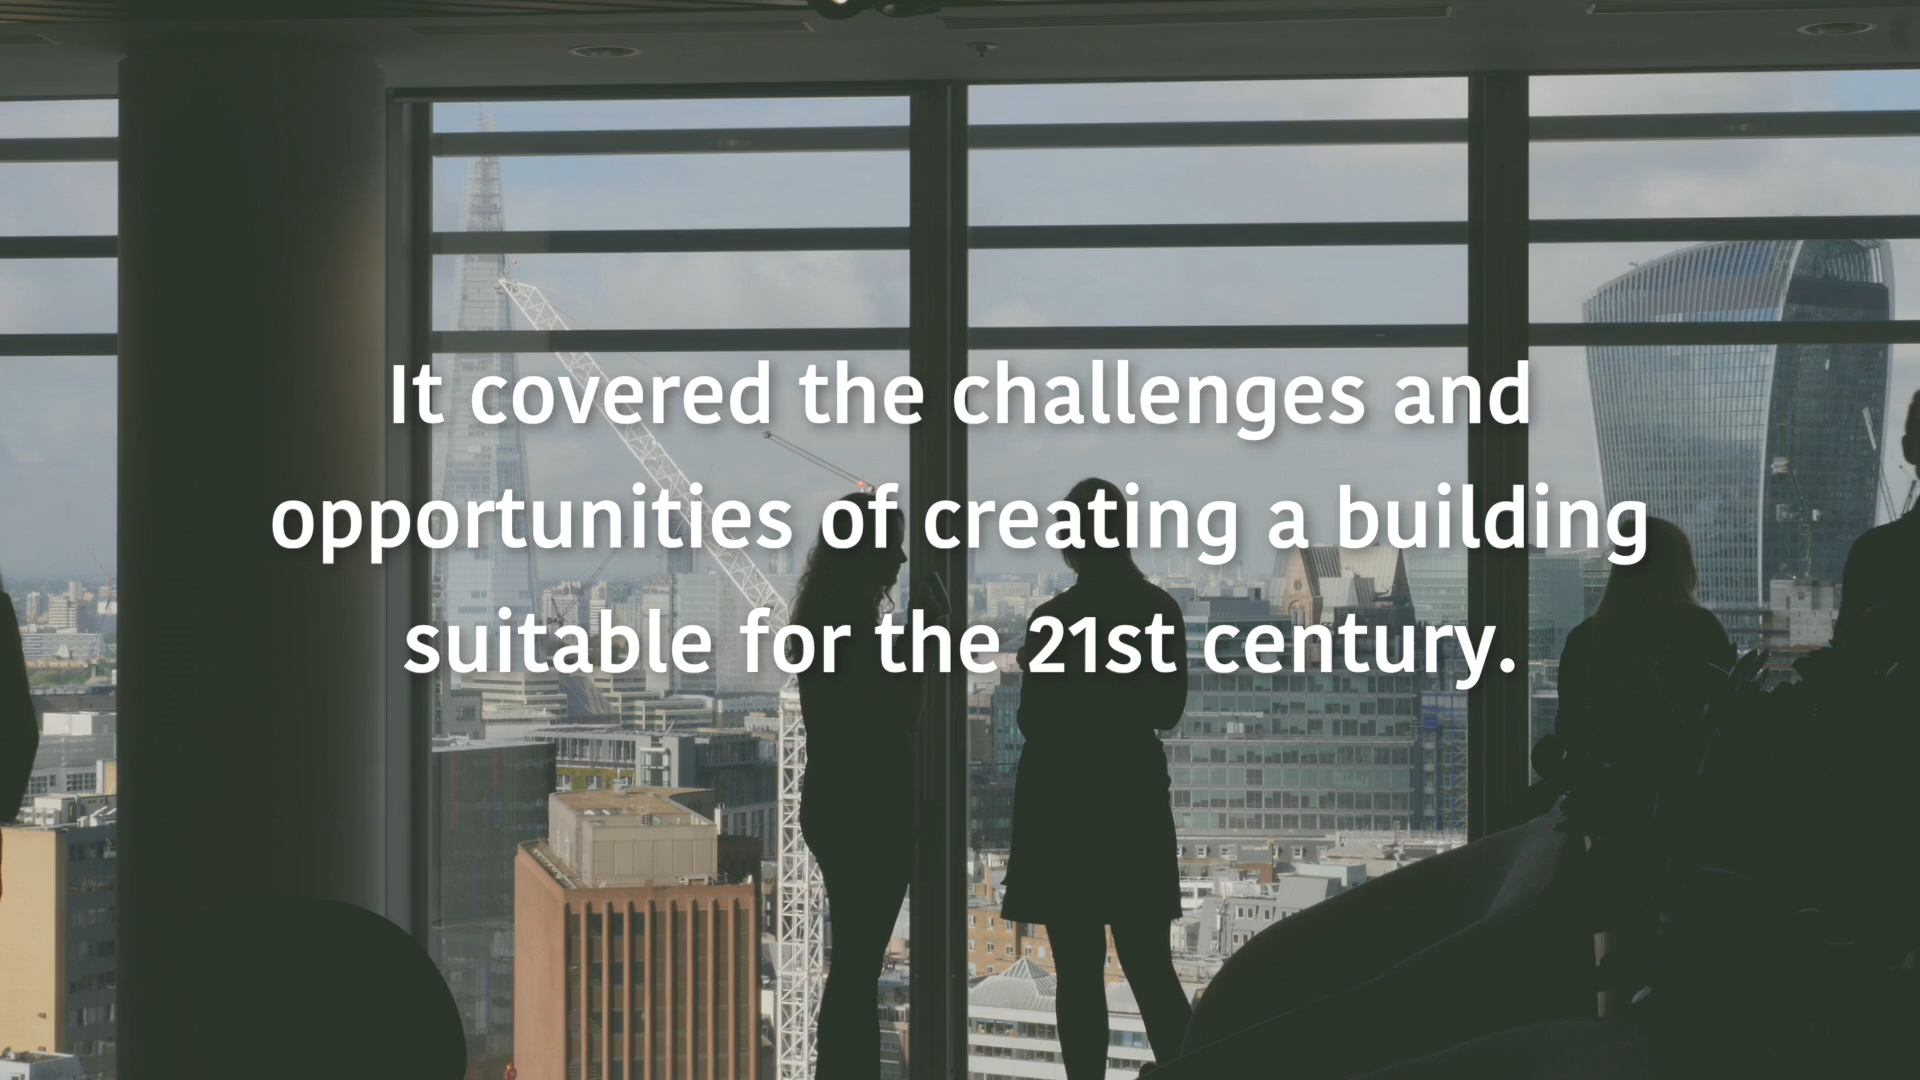 It covered the challenges and
opportunities of creating a building
suitable for the 21st century.